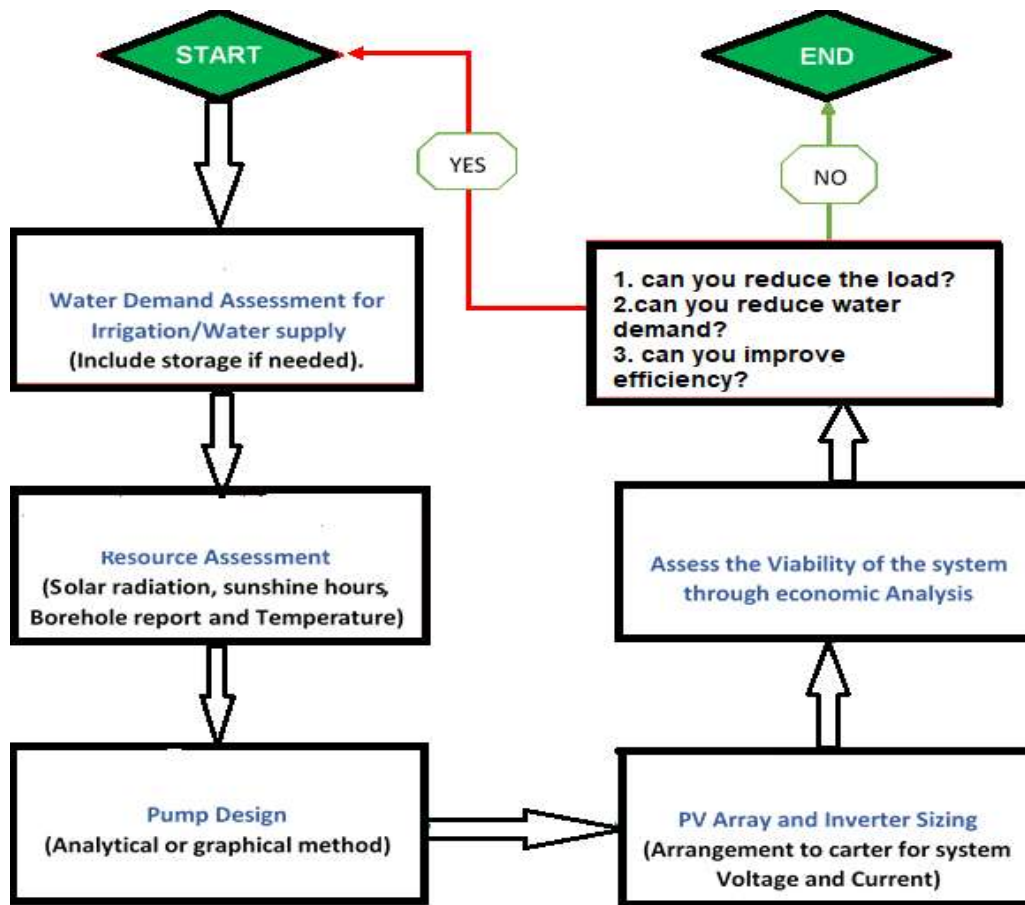 START
Water Demand Assessment for
Irrigation/Water supply
(Include storage if needed).
Resource Assessment
(Solar radiation, sunshine hours,
Borehole report and Temperature)
Pump Design
(Analytical or graphical method)
PV Array and Inverter Sizing
(Arrangement to carter for system
Voltage and Current)
Assess the Viability of the system
through economic Analysis
1. can you reduce the load?
2.can you reduce water
demand?
3. can you improve
efficiency?
YES
NO
END